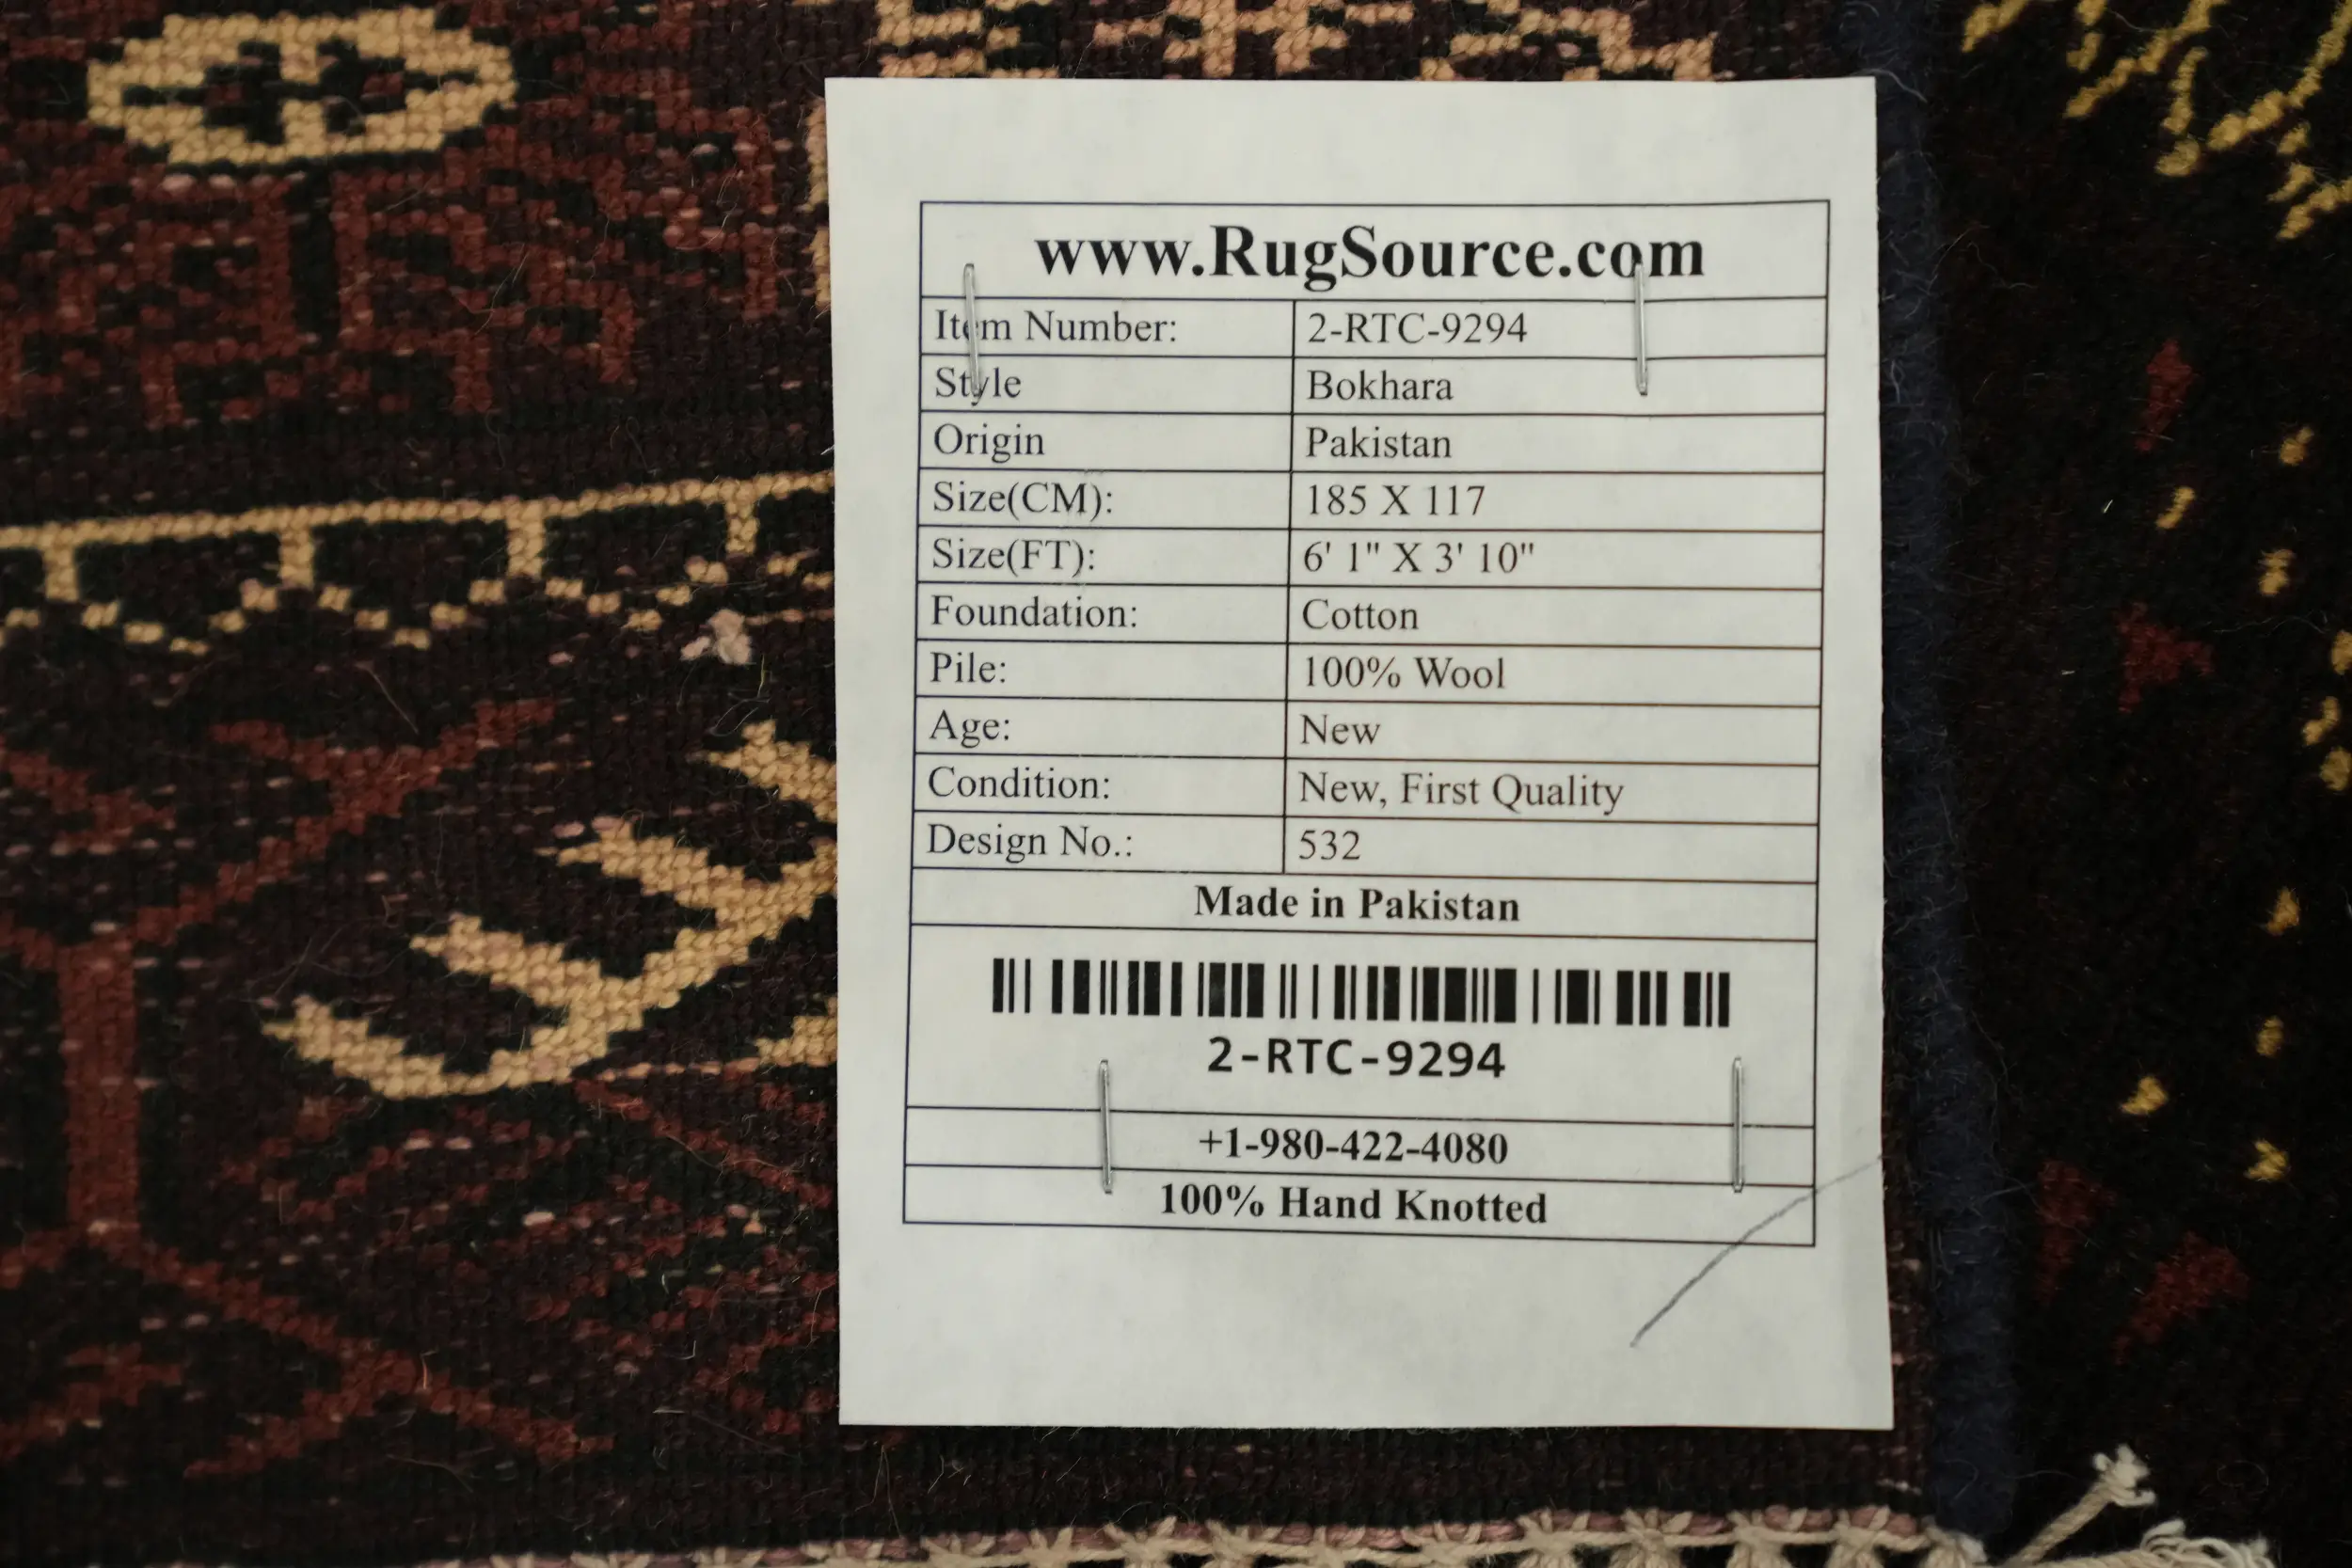 www.RugSource.com
Item Number: 2-RTC-9294
Style Bokhara
Origin Pakistan
Size(CM): 185 X 117
Size(FT): 6' 1" X 3' 10"
Foundation: Cotton
Pile: 100% Wool
Age: New
Condition: New, First Quality
Design No.: 532
Made in Pakistan
2-RTC-9294
+1-980-422-4080
100% Hand Knotted